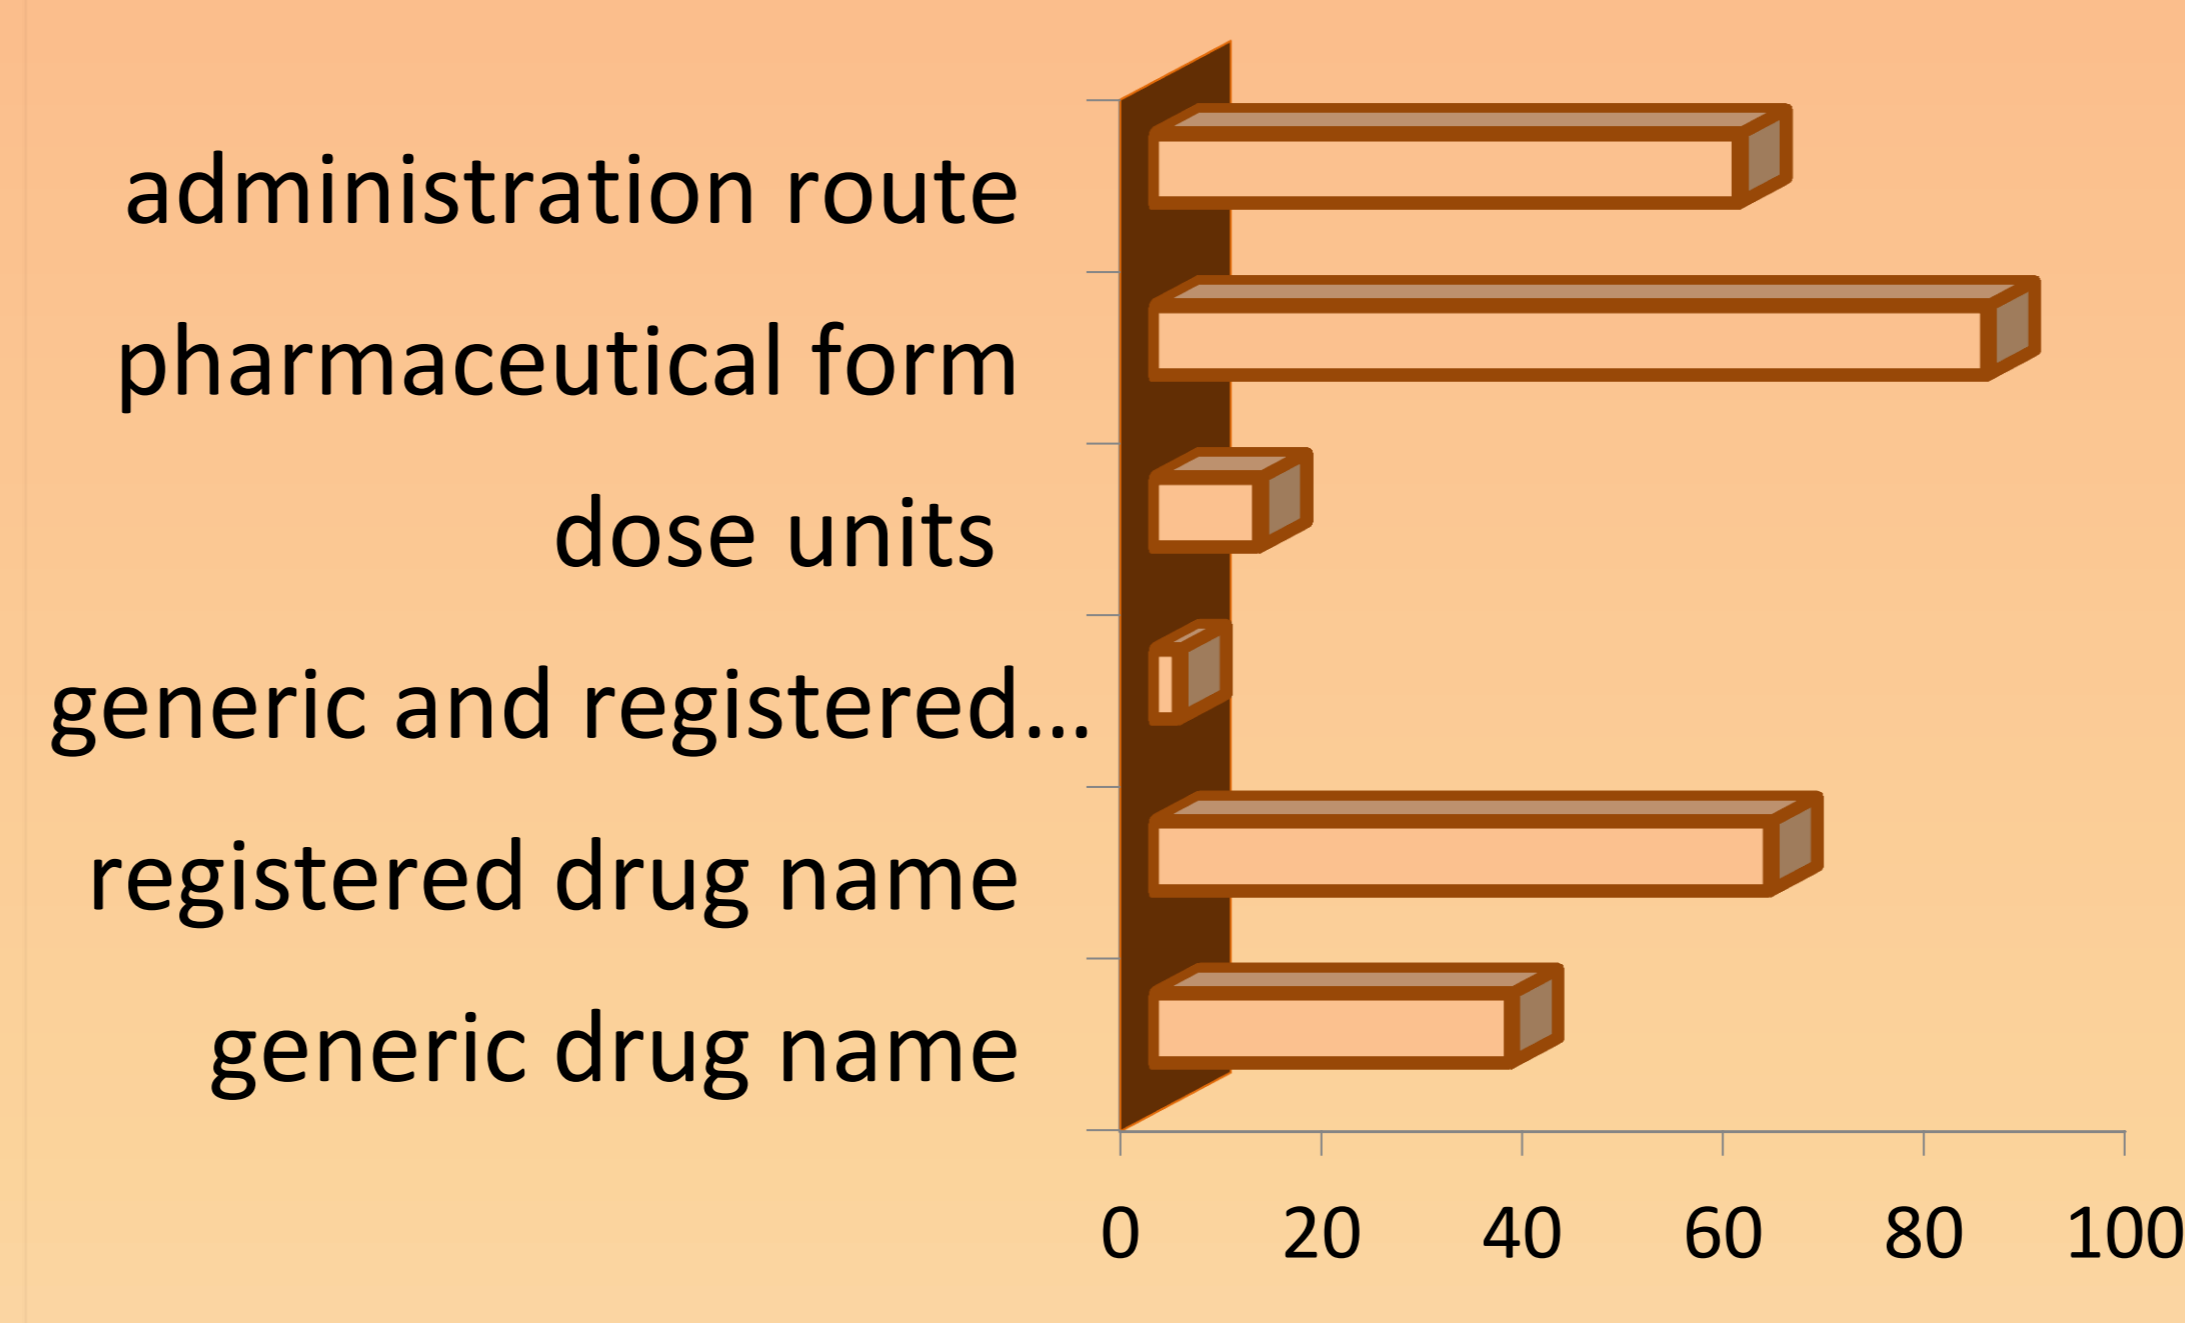 administration route
pharmaceutical form
dose units
generic and registered...
registered drug name
generic drug name
0 20 40 60 80 100